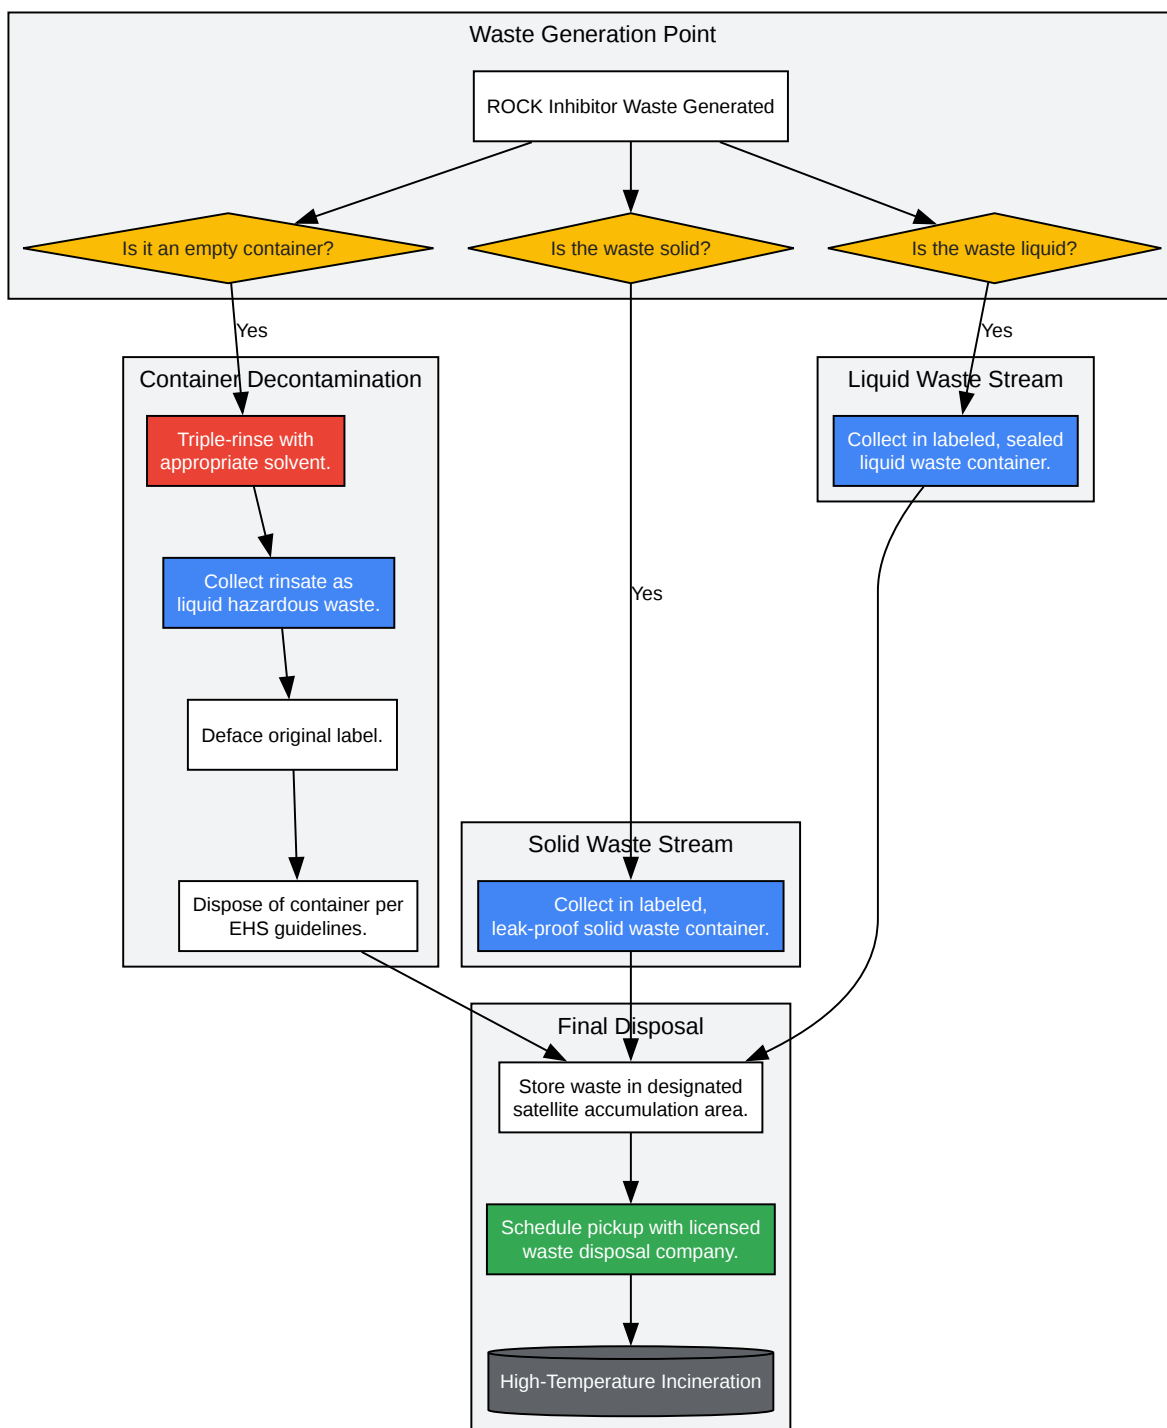 Waste Generation Point
ROCK Inhibitor Waste Generated
Is it an empty container?
Is the waste solid?
Is the waste liquid?
Yes
Yes
Container Decontamination
Liquid Waste Stream
Triple-rinse with
appropriate solvent.
Collect in labeled, sealed
liquid waste container.
Collect rinsate as
liquid hazardous waste.
Yes
Deface original label.
Solid Waste Stream
Dispose of container per
EHS guidelines.
Collect in labeled,
leak-proof solid waste container.
Final Disposal
Store waste in designated
satellite accumulation area.
Schedule pickup with licensed
waste disposal company.
High-Temperature Incineration